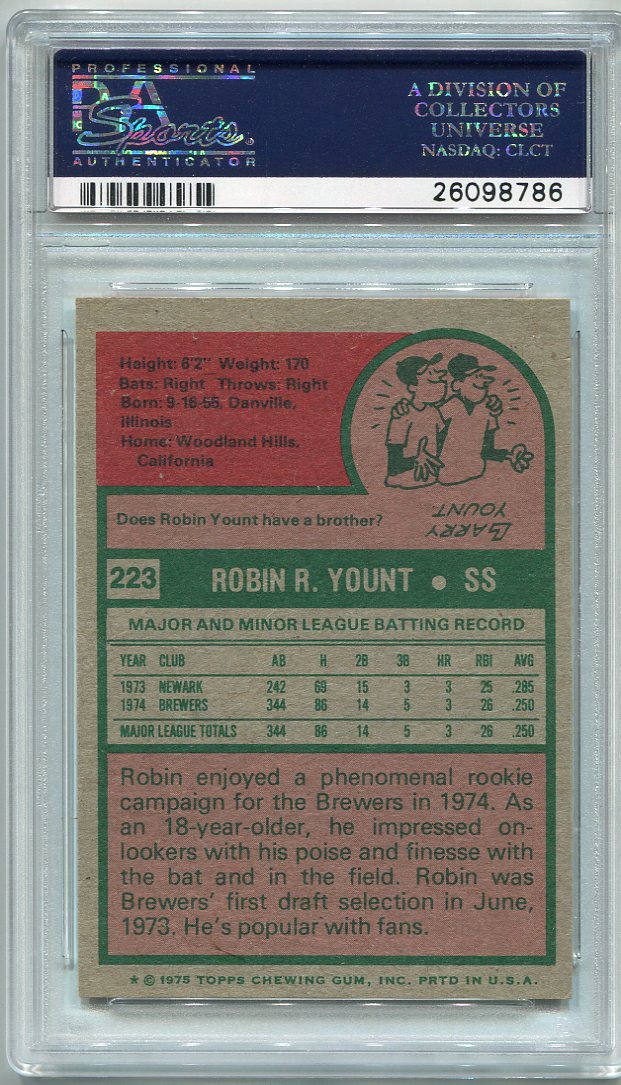 PROFESSIONAL
PSA
Sports®
AUTHENTICATOR
A DIVISION OF
COLLECTORS
UNIVERSE
NASDAQ: CLCT
26098786
Height: 6'2" Weight: 170
Bats: Right Throws: Right
Born: 9-16-55, Danville,
Illinois
Home: Woodland Hills,
California
Does Robin Yount have a brother?
LARRY
YOUNT.
223 ROBIN R. YOUNT • SS
MAJOR AND MINOR LEAGUE BATTING RECORD
YEAR CLUB AB H 2B 3B HR RBI AVG
1973 NEWARK 242 69 15 3 3 25 .285
1974 BREWERS 344 86 14 5 3 26 .250
MAJOR LEAGUE TOTALS 344 86 14 5 3 26 .250
Robin enjoyed a phenomenal rookie
campaign for the Brewers in 1974. As
an 18-year-older, he impressed on-
lookers with his poise and finesse with
the bat and in the field. Robin was
Brewers' first draft selection in June,
1973. He's popular with fans.
* © 1975 TOPPS CHEWING GUM, INC. PRTD IN U.S.A.